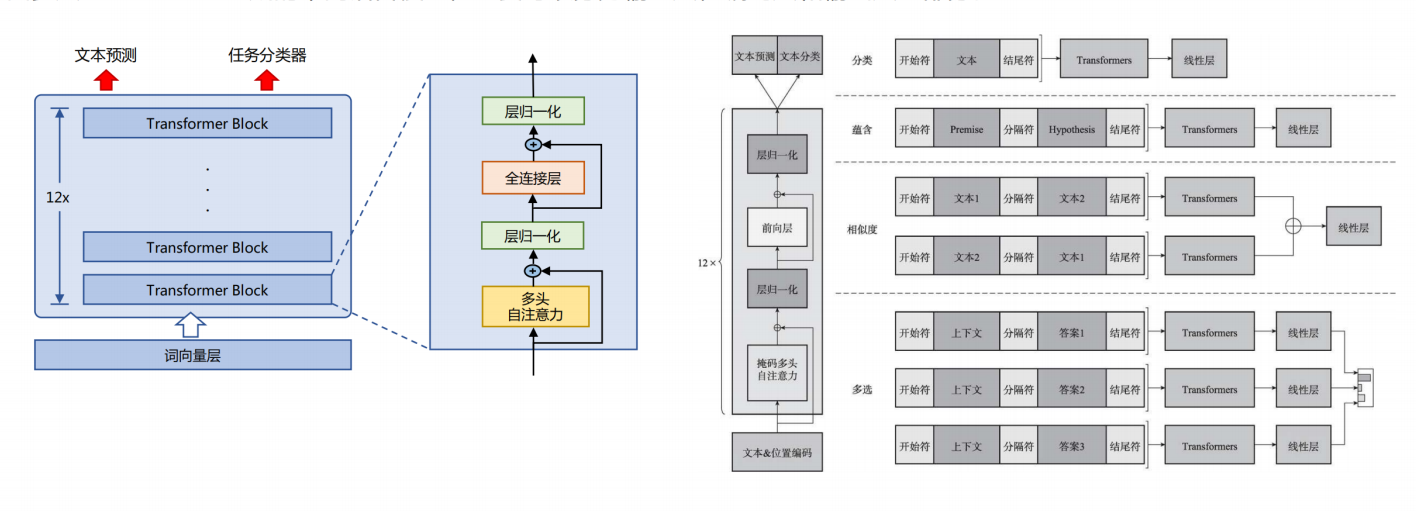 文本预测
任务分类器
Transformer Block
12x
Transformer Block
Transformer Block
词向量层
层归一化
全连接层
层归一化
多头
自注意力
文本预测 文本分类
层归一化
前向层
12×
层归一化
掩码多头
自注意力
文本&位置编码
分类 开始符 文本 结尾符 Transformers 线性层
蕴含 开始符 Premise 分隔符 Hypothesis 结尾符 Transformers 线性层
开始符 文本1 分隔符 文本2 结尾符 Transformers
相似度 线性层
开始符 文本2 分隔符 文本1 结尾符 Transformers
开始符 上下文 分隔符 答案1 结尾符 Transformers 线性层
多选 开始符 上下文 分隔符 答案2 结尾符 Transformers 线性层
开始符 上下文 分隔符 答案3 结尾符 Transformers 线性层